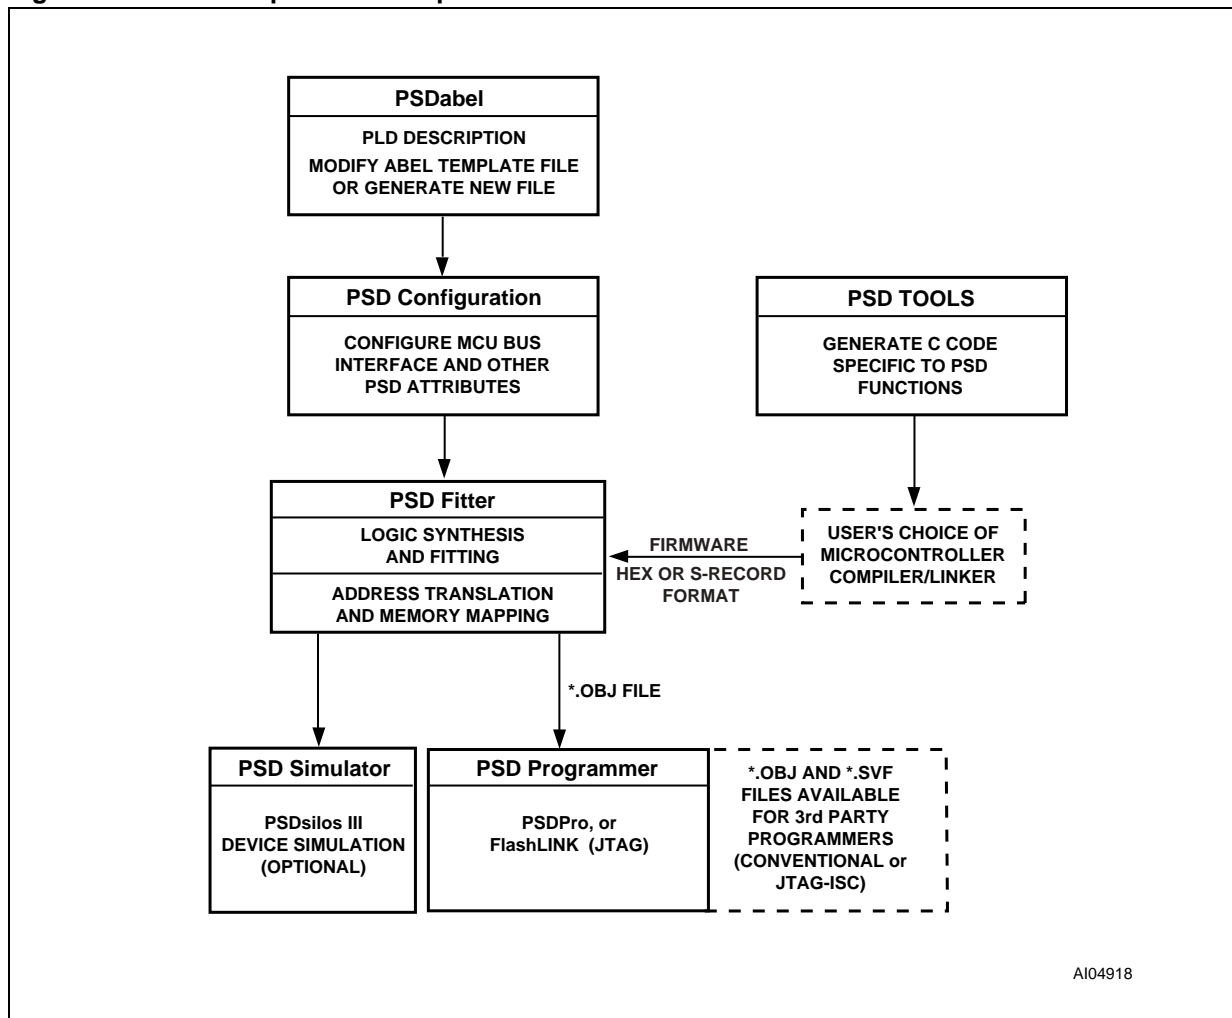 PSDabel
PLD DESCRIPTION
MODIFY ABEL TEMPLATE FILE
OR GENERATE NEW FILE
PSD Configuration
CONFIGURE MCU BUS
INTERFACE AND OTHER
PSD ATTRIBUTES
PSD TOOLS
GENERATE C CODE
SPECIFIC TO PSD
FUNCTIONS
PSD Fitter
LOGIC SYNTHESIS
AND FITTING
ADDRESS TRANSLATION
AND MEMORY MAPPING
FIRMWARE
HEX OR S-RECORD
FORMAT
USER'S CHOICE OF
MICROCONTROLLER
COMPILER/LINKER
*.OBJ FILE
PSD Simulator
PSDsilos III
DEVICE SIMULATION
(OPTIONAL)
PSD Programmer
PSDPro, or
FlashLINK (JTAG)
*.OBJ AND *.SVF
FILES AVAILABLE
FOR 3rd PARTY
PROGRAMMERS
(CONVENTIONAL or
JTAG-ISC)
AI04918